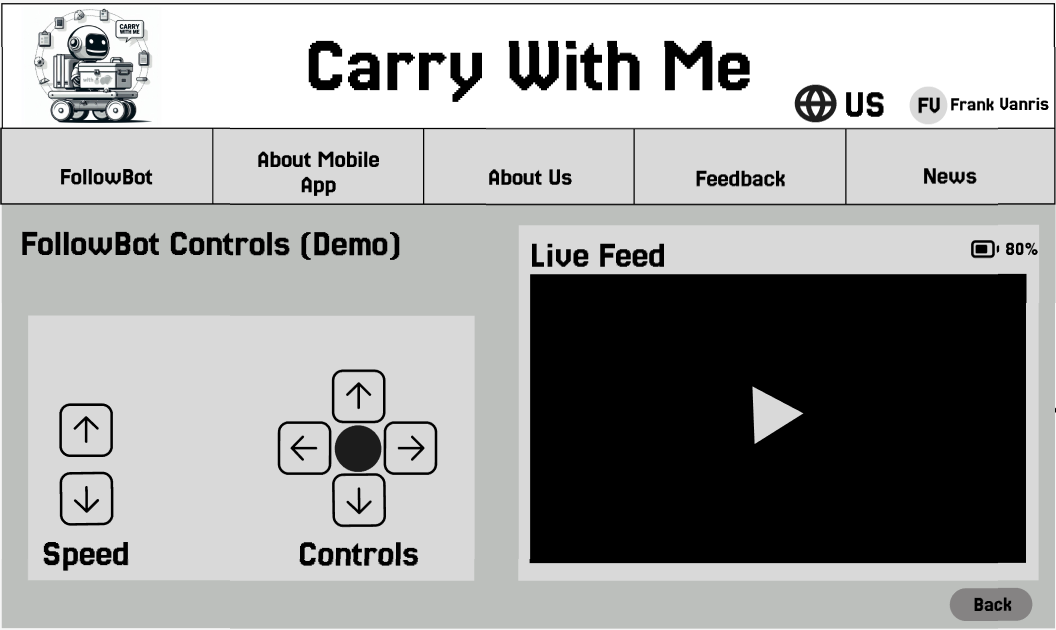 CARRY
WITH ME
Carry With Me
US
FU Frank Vanris
FollowBot
About Mobile
App
About Us
Feedback
News
FollowBot Controls (Demo)
Live Feed
80%
Speed
Controls
Back